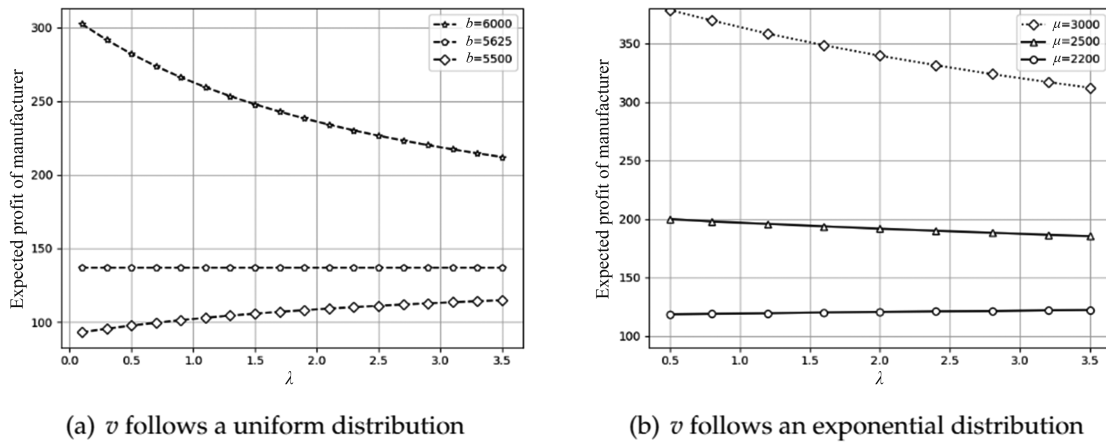 Expected profit of manufacturer
300
250
200
150
100
0.0 0.5 1.0 1.5 2.0 2.5 3.0 3.5
λ
b=6000
b=5625
b=5500
(a) v follows a uniform distribution
Expected profit of manufacturer
350
300
250
200
150
100
0.5 1.0 1.5 2.0 2.5 3.0 3.5
λ
μ=3000
μ=2500
μ=2200
(b) v follows an exponential distribution